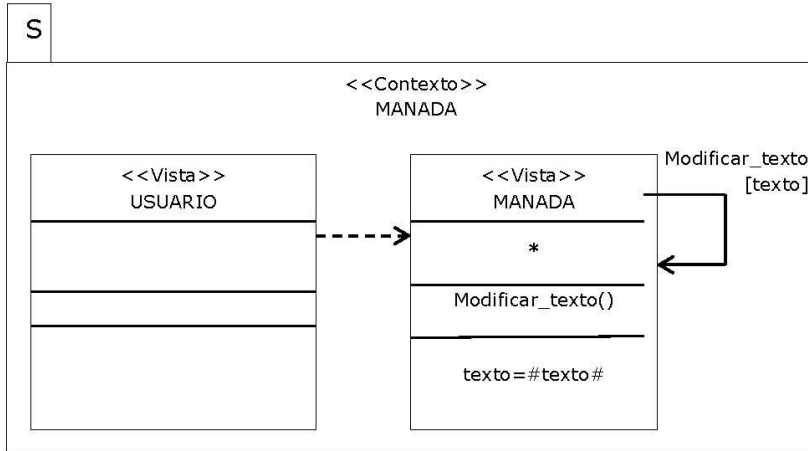 S
<<Contexto>>
MANADA
<<Vista>>
USUARIO
<<Vista>>
MANADA
*
Modificar_texto()
texto=#texto#
Modificar_texto
[texto]